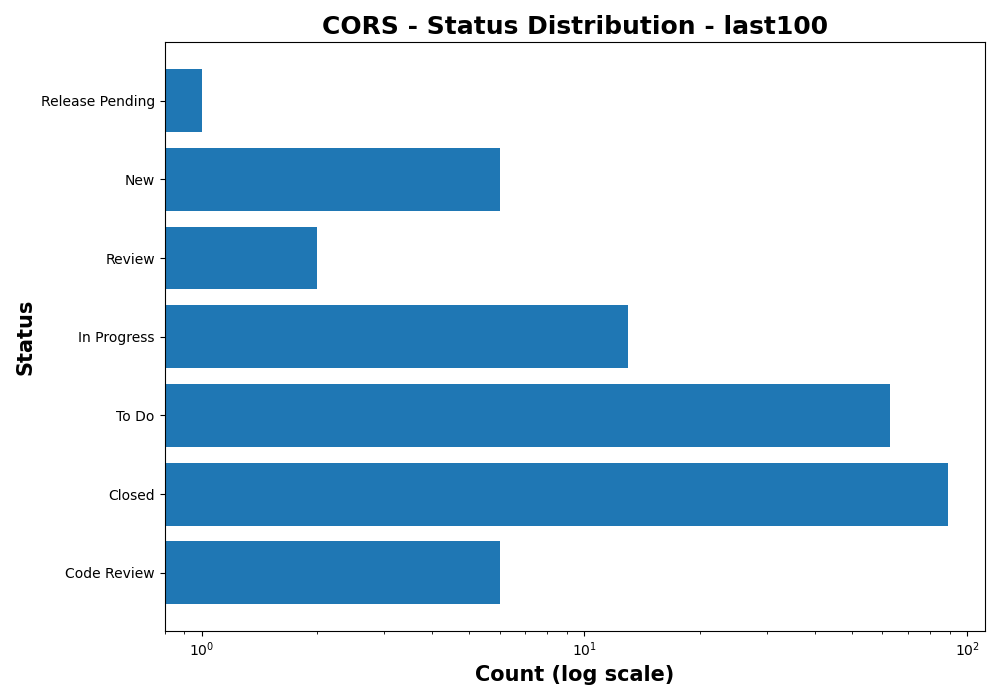 CORS - Status Distribution - last100
Release Pending
New
Review
In Progress
To Do
Closed
Code Review
Status
10⁰ 10¹ 10²
Count (log scale)